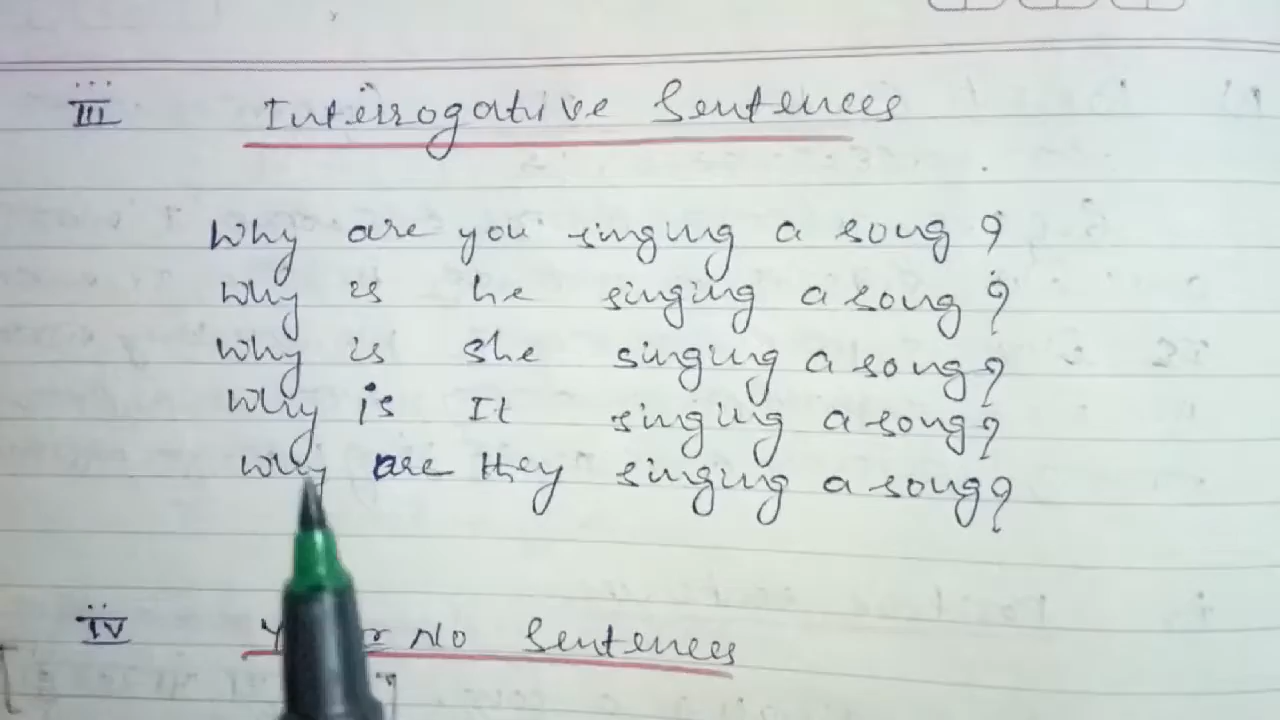 iii Interrogative Sentences
Why are you singing a song ?
Why is he singing a song ?
Why is she singing a song?
Why is It singing a song?
Why are they singing a song?
iv No Sentences